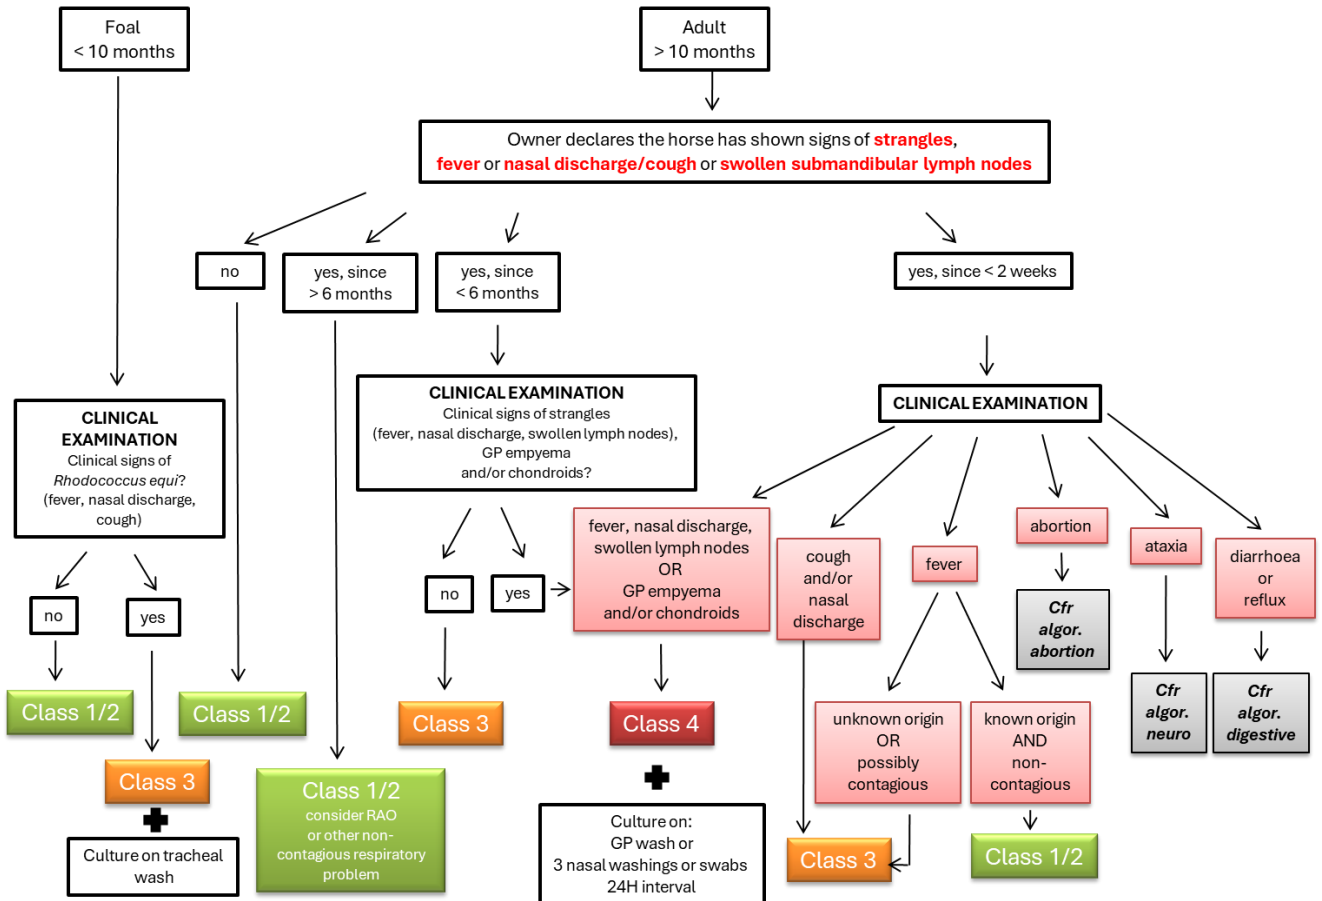 Foal
< 10 months
Adult
> 10 months
Owner declares the horse has shown signs of strangles,
fever or nasal discharge/cough or swollen submandibular lymph nodes
no
yes, since
> 6 months
yes, since
< 6 months
yes, since < 2 weeks
CLINICAL
EXAMINATION
Clinical signs of
Rhodococcus equi?
(fever, nasal discharge,
cough)
CLINICAL EXAMINATION
Clinical signs of strangles
(fever, nasal discharge, swollen lymph nodes),
GP empyema
and/or chondroids?
CLINICAL EXAMINATION
no
yes
no
yes
fever, nasal discharge,
swollen lymph nodes
OR
GP empyema
and/or chondroids
cough
and/or
nasal
discharge
fever
abortion
ataxia
diarrhoea
or
reflux
Cfr
algor.
abortion
Cfr
algor.
neuro
Cfr
algor.
digestive
Class 1/2
Class 1/2
Class 3
Class 4
unknown origin
OR
possibly
contagious
known origin
AND
non-
contagious
Class 3
Culture on tracheal
wash
Class 1/2
consider RAO
or other non-
contagious respiratory
problem
Culture on:
GP wash or
3 nasal washings or swabs
24H interval
Class 3
Class 1/2